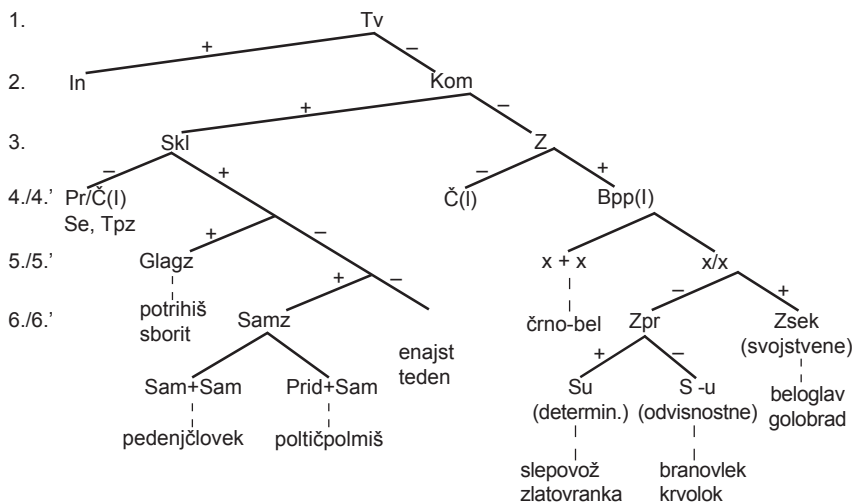 1. Tv
+ –
2. In Kom
+ –
3. Skl Z
– + – +
4./4.’ Pr/Č(I) Č(I) Bpp(I)
Se, Tpz
+ –
5./5.’ Glagz x + x x/x
+ – – +
potrihiš
sborit
6./6.’ Samz črno-bel Zpr Zsek
(svojstvene)
enajst
teden
+ –
Sam+Sam Prid+Sam Su S -u beloglav
(determin.) (odvisnostne) golobrad
pedenjčlovek poltičpolmiš
slepovož branovlek
zlatovranka krvolok